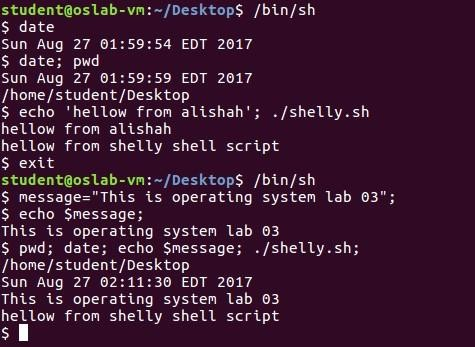 student@oslab-vm:~/Desktop$ /bin/sh
$ date
Sun Aug 27 01:59:54 EDT 2017
$ date; pwd
Sun Aug 27 01:59:59 EDT 2017
/home/student/Desktop
$ echo 'hellow from alishah'; ./shelly.sh
hellow from alishah
hellow from shelly shell script
$ exit
student@oslab-vm:~/Desktop$ /bin/sh
$ message="This is operating system lab 03";
$ echo $message;
This is operating system lab 03
$ pwd; date; echo $message; ./shelly.sh;
/home/student/Desktop
Sun Aug 27 02:11:30 EDT 2017
This is operating system lab 03
hellow from shelly shell script
$